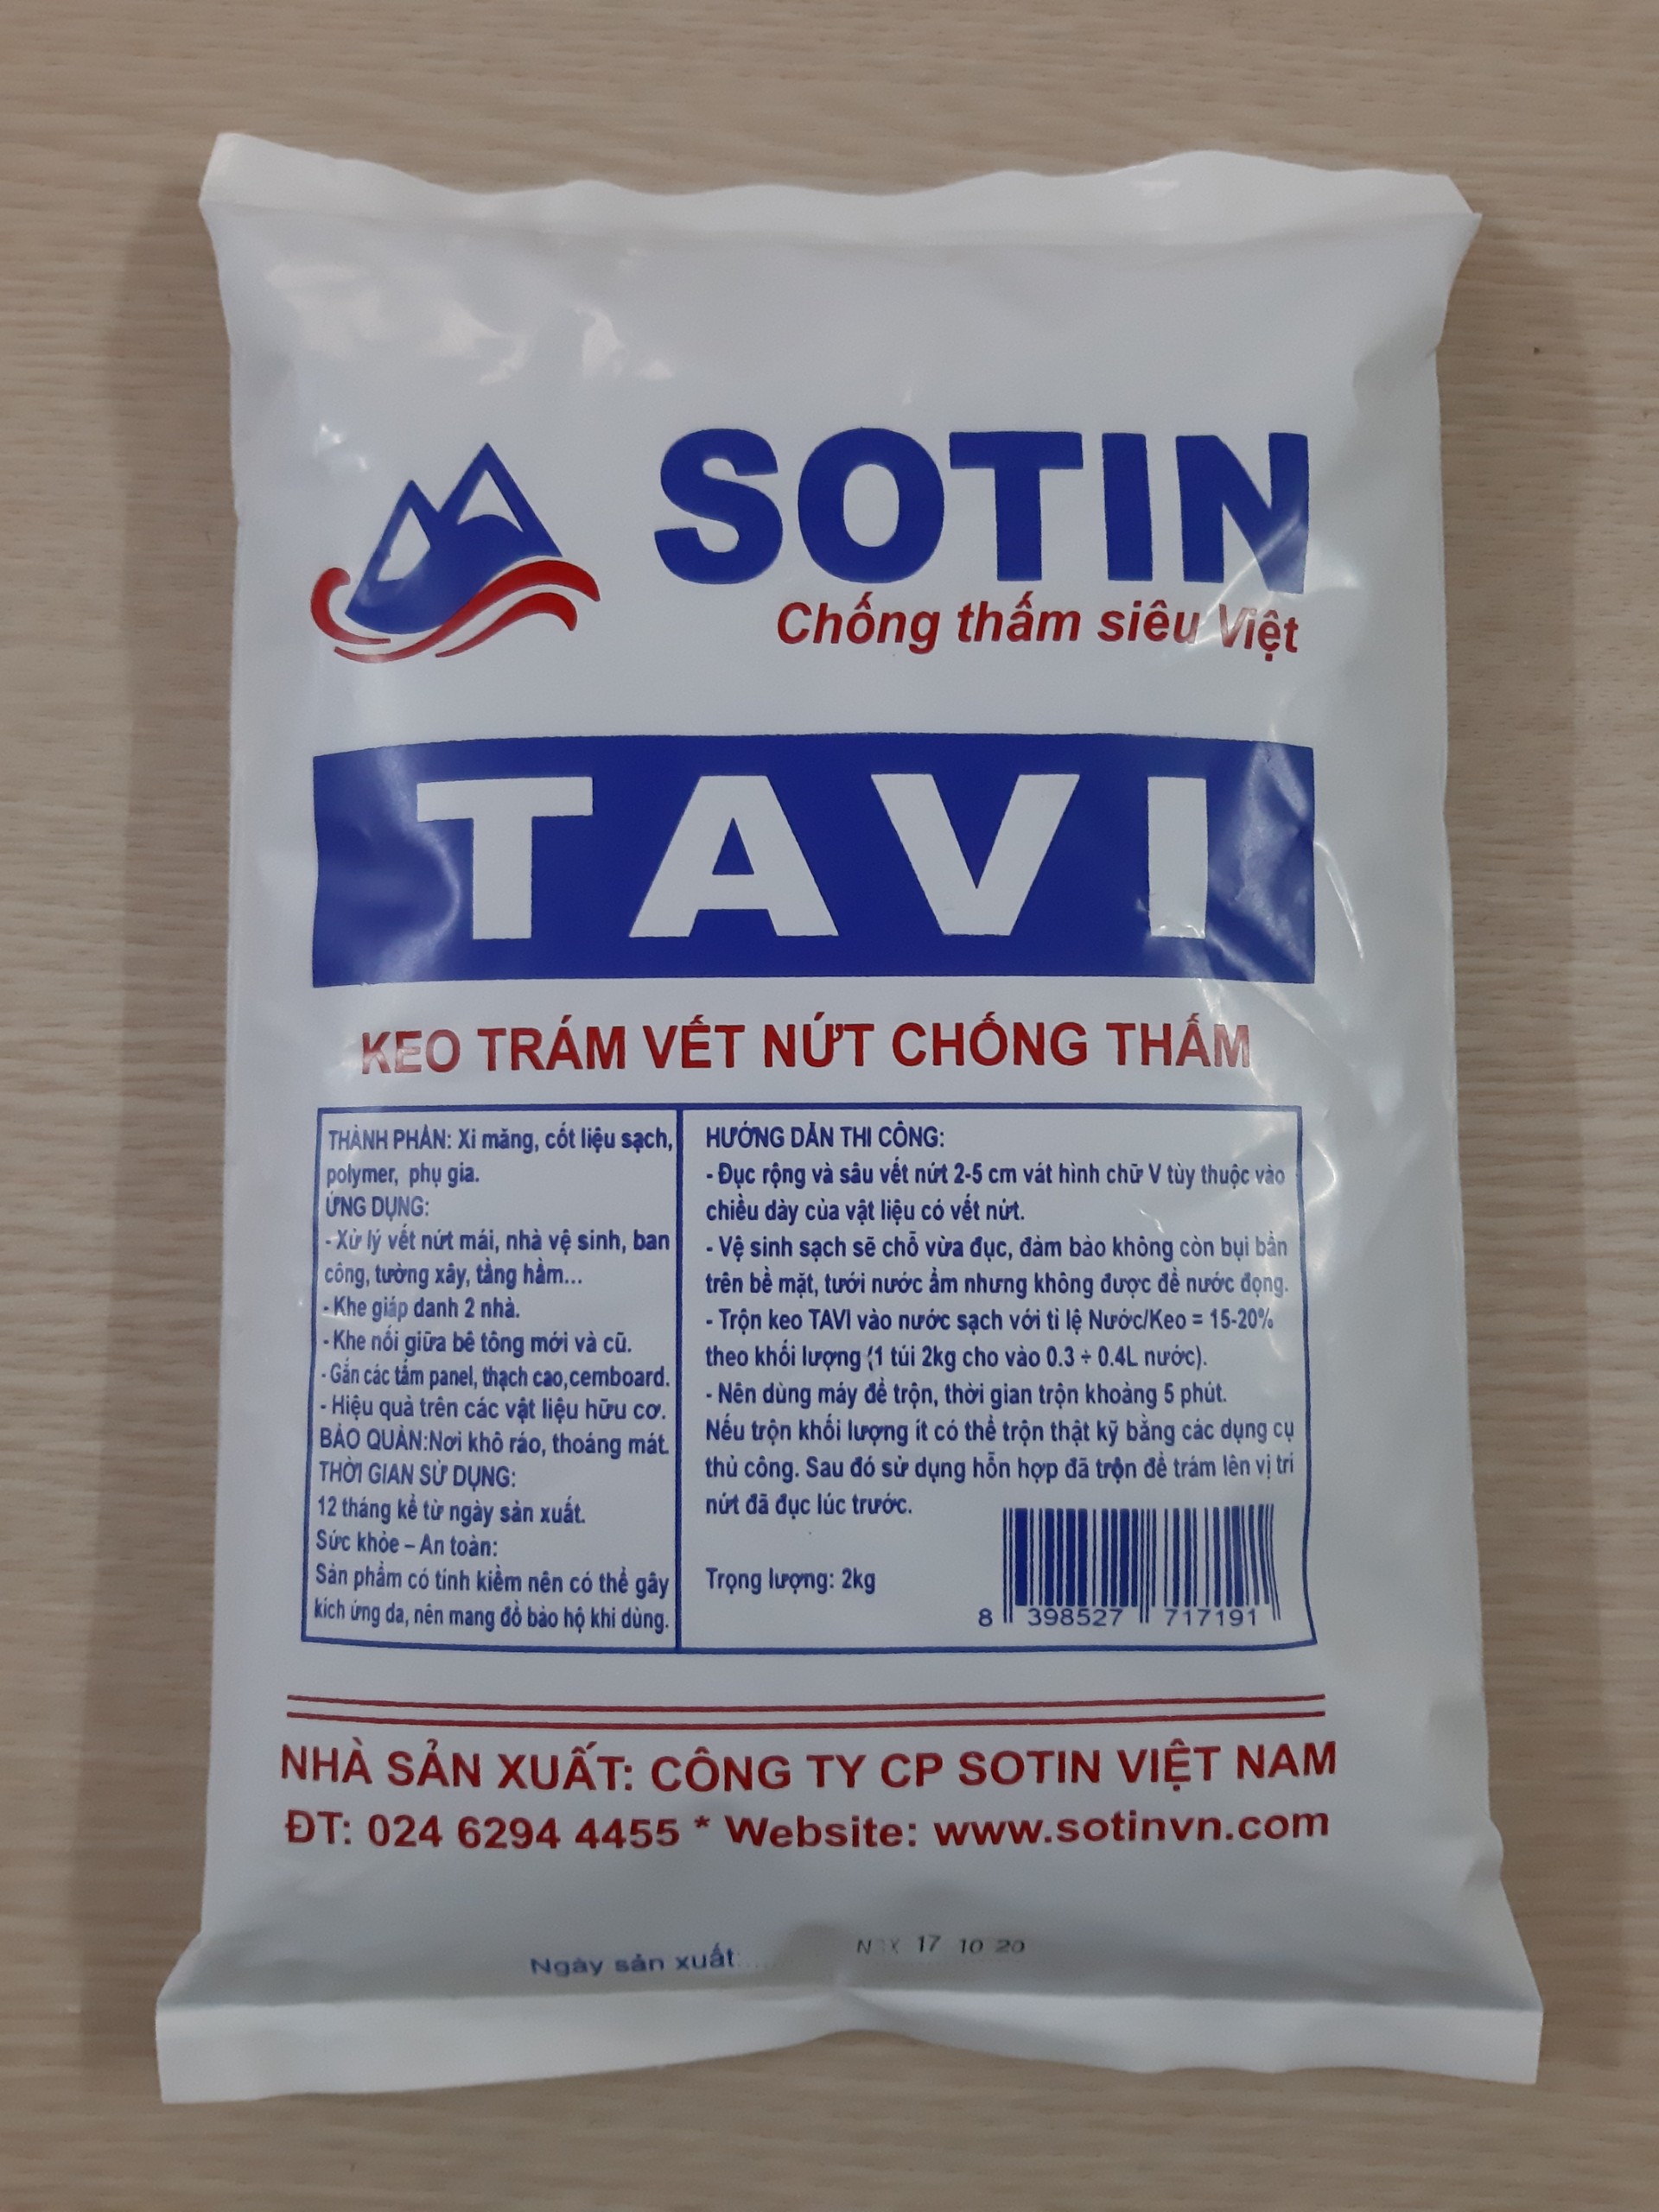 SOTIN
Chống thấm siêu Việt
TAVI
KEO TRÁM VẾT NỨT CHỐNG THẤM
THÀNH PHẦN: Xi măng, cốt liệu sạch,
polymer, phụ gia.
ỨNG DỤNG:
- Xử lý vết nứt mái, nhà vệ sinh, ban
công, tường xây, tầng hầm...
- Khe giáp danh 2 nhà.
- Khe nối giữa bê tông mới và cũ.
- Gắn các tấm panel, thạch cao,cemboard.
- Hiệu quả trên các vật liệu hữu cơ.
BẢO QUẢN:Nơi khô ráo, thoáng mát.
THỜI GIAN SỬ DỤNG:
12 tháng kể từ ngày sản xuất.
Sức khỏe – An toàn:
Sản phẩm có tính kiềm nên có thể gây
kích ứng da, nên mang đồ bảo hộ khi dùng.
HƯỚNG DẪN THI CÔNG:
- Đục rộng và sâu vết nứt 2-5 cm vát hình chữ V tùy thuộc vào
chiều dày của vật liệu có vết nứt.
- Vệ sinh sạch sẽ chỗ vừa đục, đảm bảo không còn bụi bẩn
trên bề mặt, tưới nước ẩm nhưng không được để nước đọng.
- Trộn keo TAVI vào nước sạch với tỉ lệ Nước/Keo = 15-20%
theo khối lượng (1 túi 2kg cho vào 0.3 ÷ 0.4L nước).
- Nên dùng máy để trộn, thời gian trộn khoảng 5 phút.
Nếu trộn khối lượng ít có thể trộn thật kỹ bằng các dụng cụ
thủ công. Sau đó sử dụng hỗn hợp đã trộn để trám lên vị trí
nứt đã đục lúc trước.
Trọng lượng: 2kg
8 398527 717191
NHÀ SẢN XUẤT: CÔNG TY CP SOTIN VIỆT NAM
ĐT: 024 6294 4455 * Website: www.sotinvn.com
Ngày sản xuất:.... NSX 17 10 20